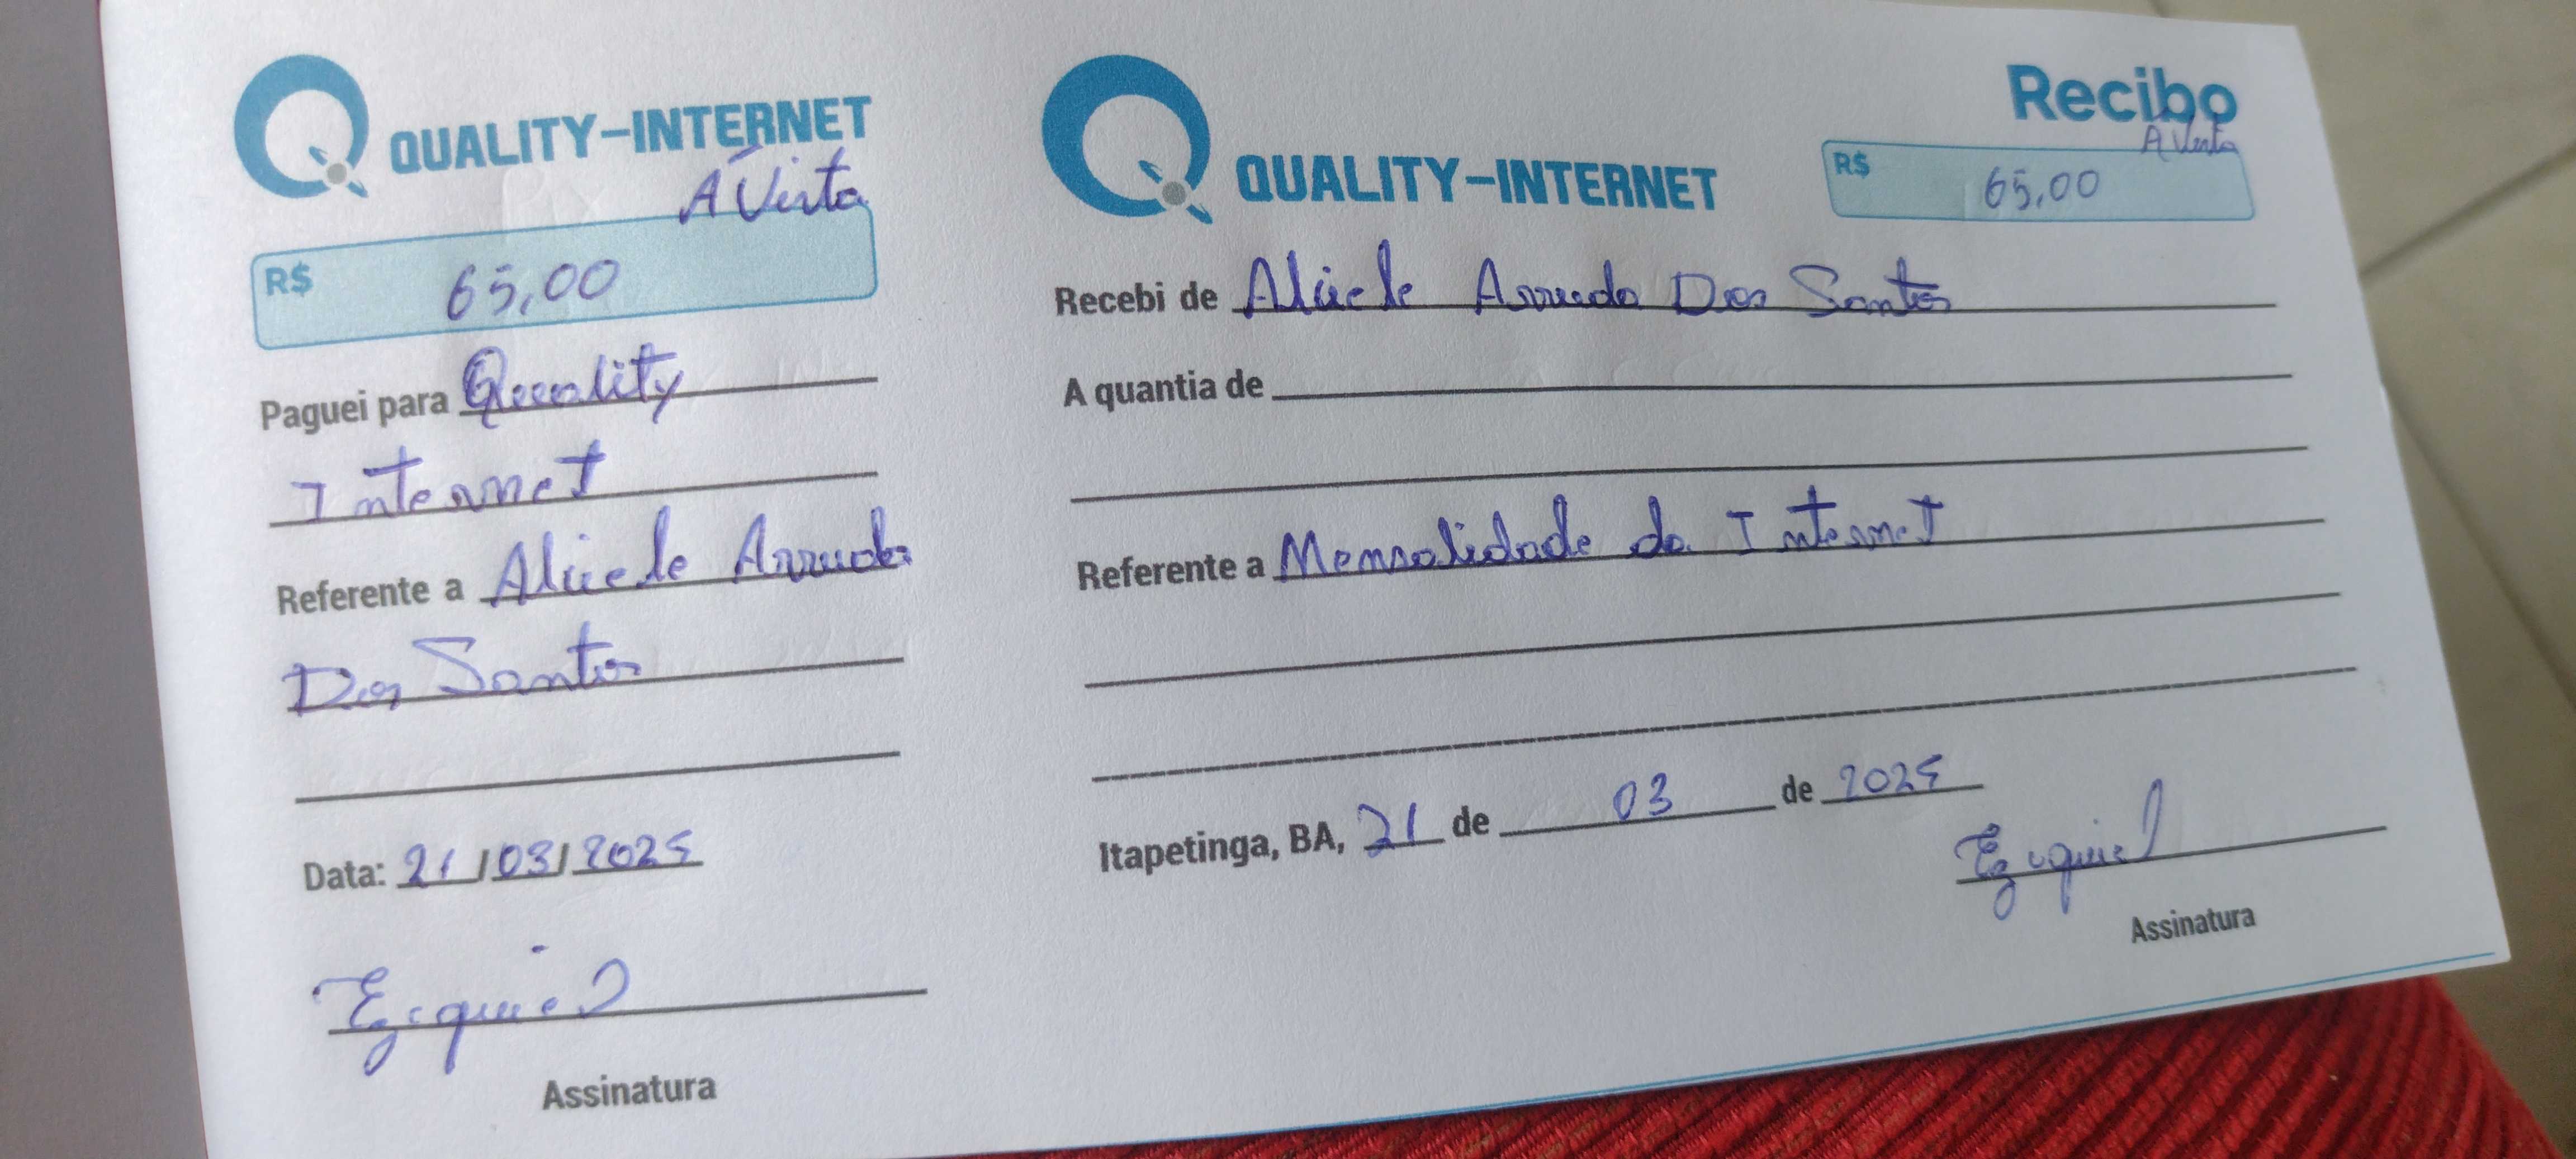 QUALITY-INTERNET
Á Vista
R$ 65,00
Paguei para Quality
Internet
Referente a Aliciele Arruda
Dos Santos
Data: 21/03/2025
Ezequiel
Assinatura
QUALITY-INTERNET
Recibo
A Vista
R$ 65,00
Recebi de Aliciele Arruda Dos Santos
A quantia de
Referente a Mensalidade da Internet
Itapetinga, BA, 21 de 03 de 2025
Ezequiel
Assinatura